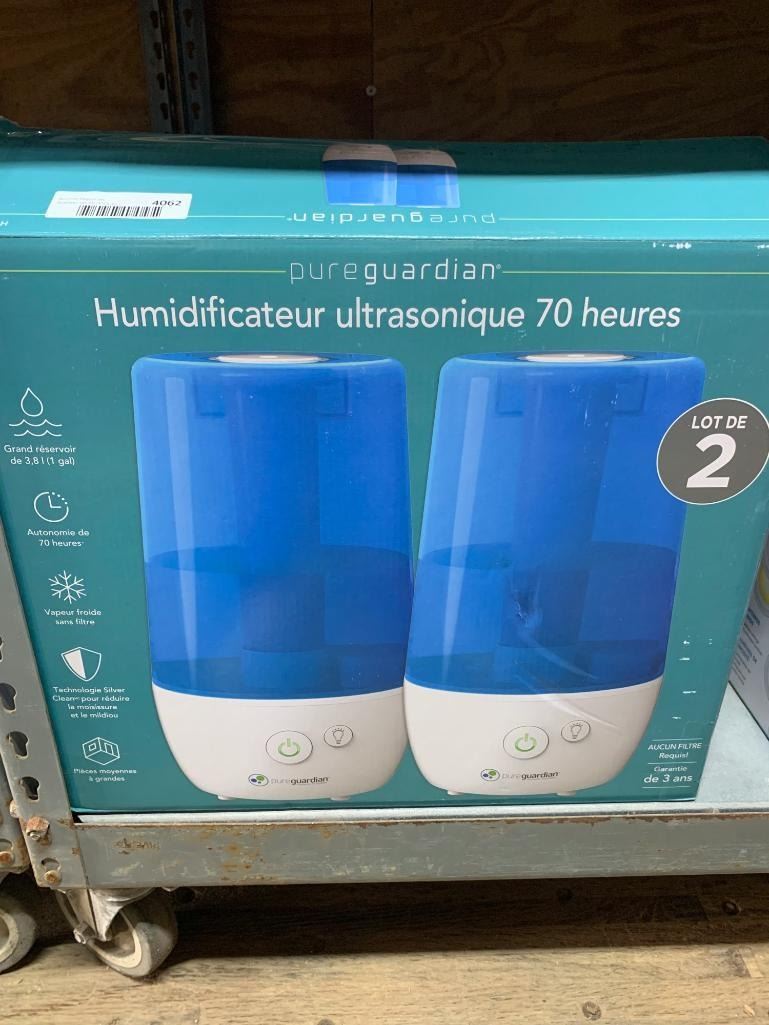 4062
pureguardian®
pureguardian®
Humidificateur ultrasonique 70 heures
LOT DE
2
Grand réservoir
de 3,8 l (1 gal)
Autonomie de
70 heures
Vapeur froide
sans filtre
Technologie Silver
Clean pour réduire
la moisissure
et le mildiou
Pièces moyennes
à grandes
pureguardian
pureguardian
AUCUN FILTRE
Requis!
Garantie
de 3 ans